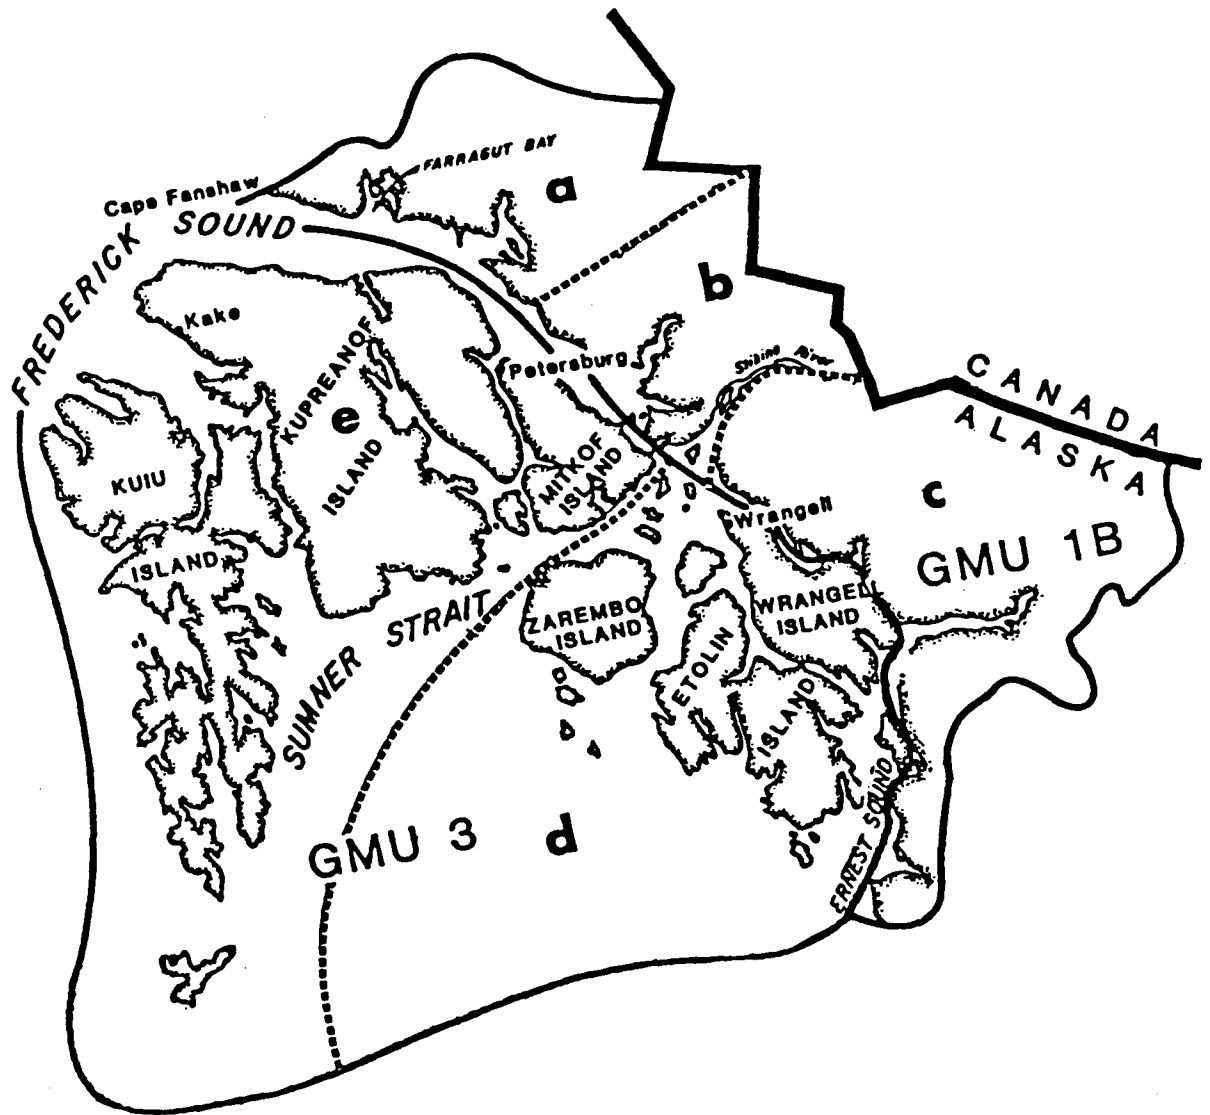 FARRAGUT BAY
a
Cape Fanshaw
FREDERICK SOUND
b
Kake
Stikine River
Petersburg
CANADA
ALASKA
KUPREANOF
ISLAND
e
KUIU
ISLAND
MITKOF
ISLAND
c
Wrangell
GMU 1B
SUMNER STRAIT
ZAREMBO
ISLAND
WRANGELL
ISLAND
ETOLIN
ISLAND
GMU 3
d
ERNEST SOUND